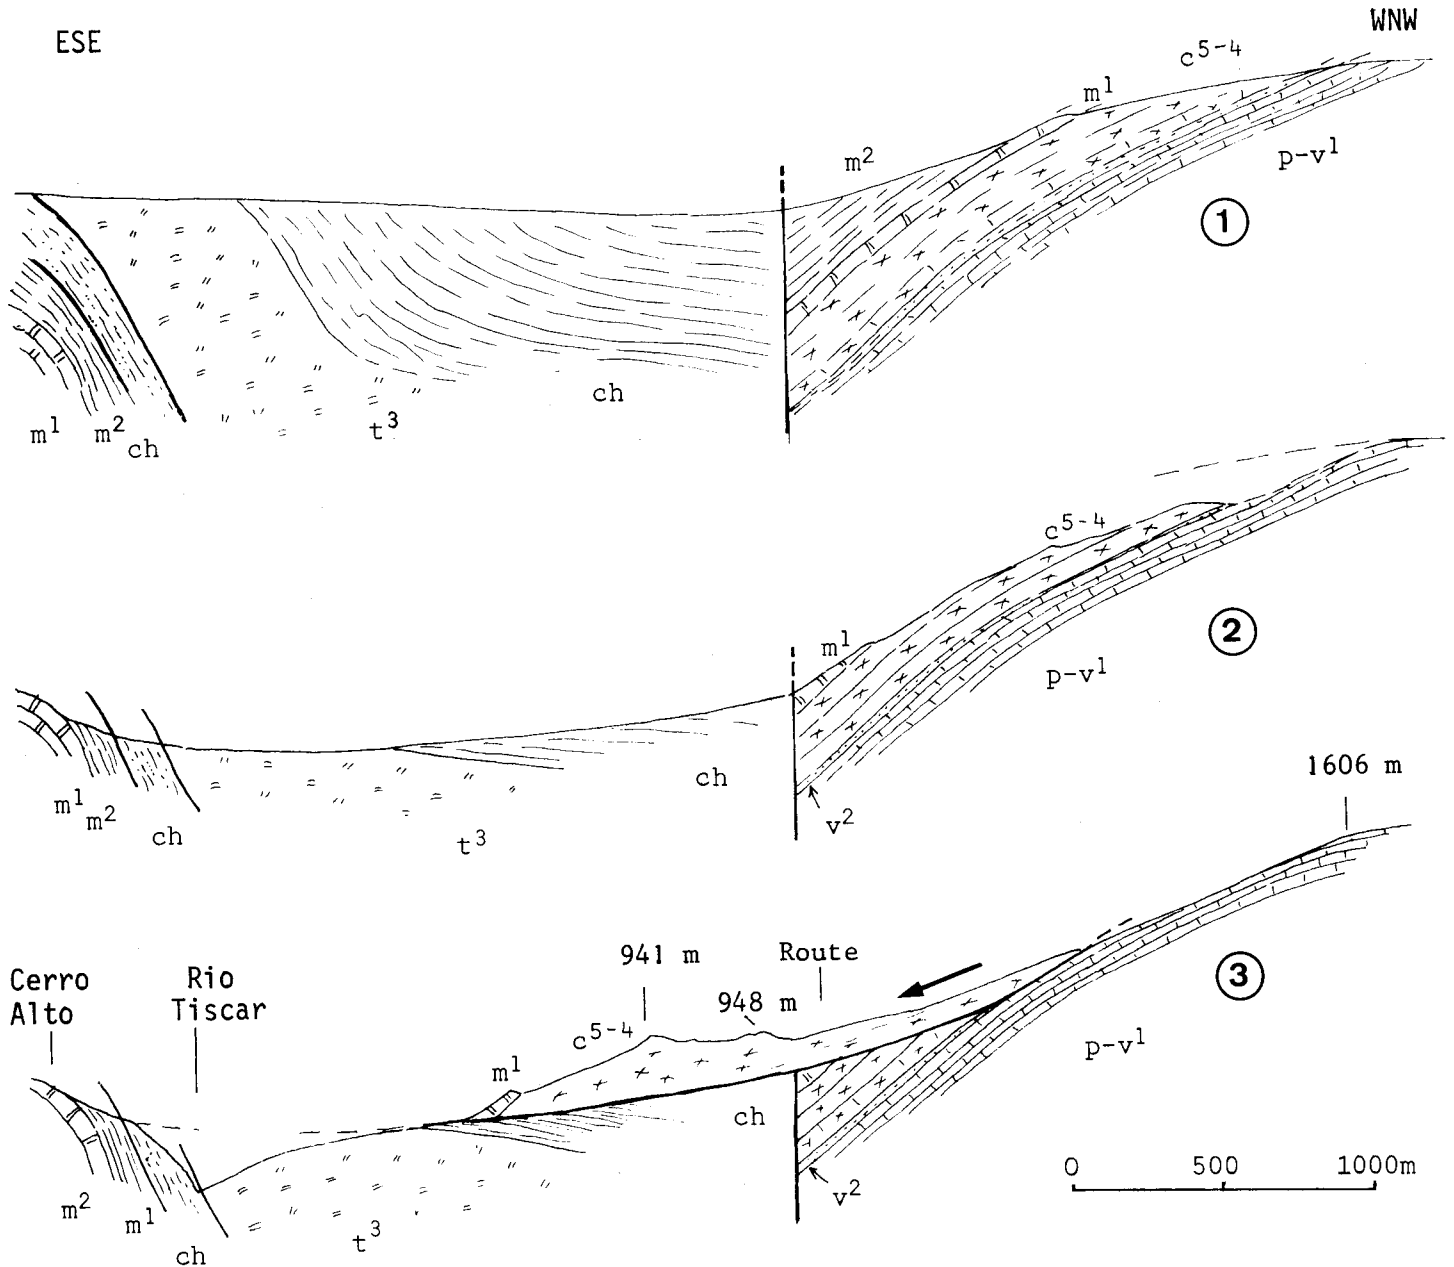 ESE
WNW
c⁵⁻⁴
m¹
m²
p-v¹
1
ch
t³
m¹
m²
ch
c⁵⁻⁴
m¹
2
p-v¹
ch
v²
m¹
m²
ch
t³
1606 m
941 m
Route
Cerro
Alto
Rio
Tiscar
948 m
3
c⁵⁻⁴
m¹
p-v¹
ch
v²
0 500 1000m
m²
m¹
ch
t³